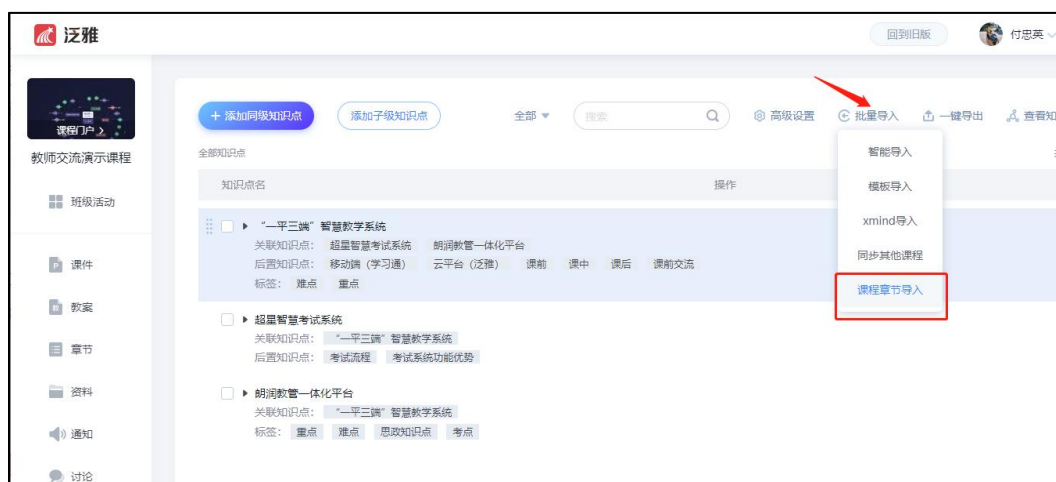 泛雅
回到旧版
付忠英
课程门户
教师交流演示课程
班级活动
课件
教案
章节
资料
通知
讨论
+ 添加同级知识点
添加子级知识点
全部
搜索
高级设置
批量导入
一键导出
查看知
智能导入
模板导入
xmind导入
同步其他课程
课程章节导入
全部知识点
知识点名
操作
“一平三端”智慧教学系统
关联知识点： 超星智慧考试系统 朗润教管一体化平台
后置知识点： 移动端（学习通） 云平台（泛雅） 课前 课中 课后 课前交流
标签： 难点 重点
超星智慧考试系统
关联知识点： “一平三端”智慧教学系统
后置知识点： 考试流程 考试系统功能优势
朗润教管一体化平台
关联知识点： “一平三端”智慧教学系统
标签： 重点 难点 思政知识点 考点